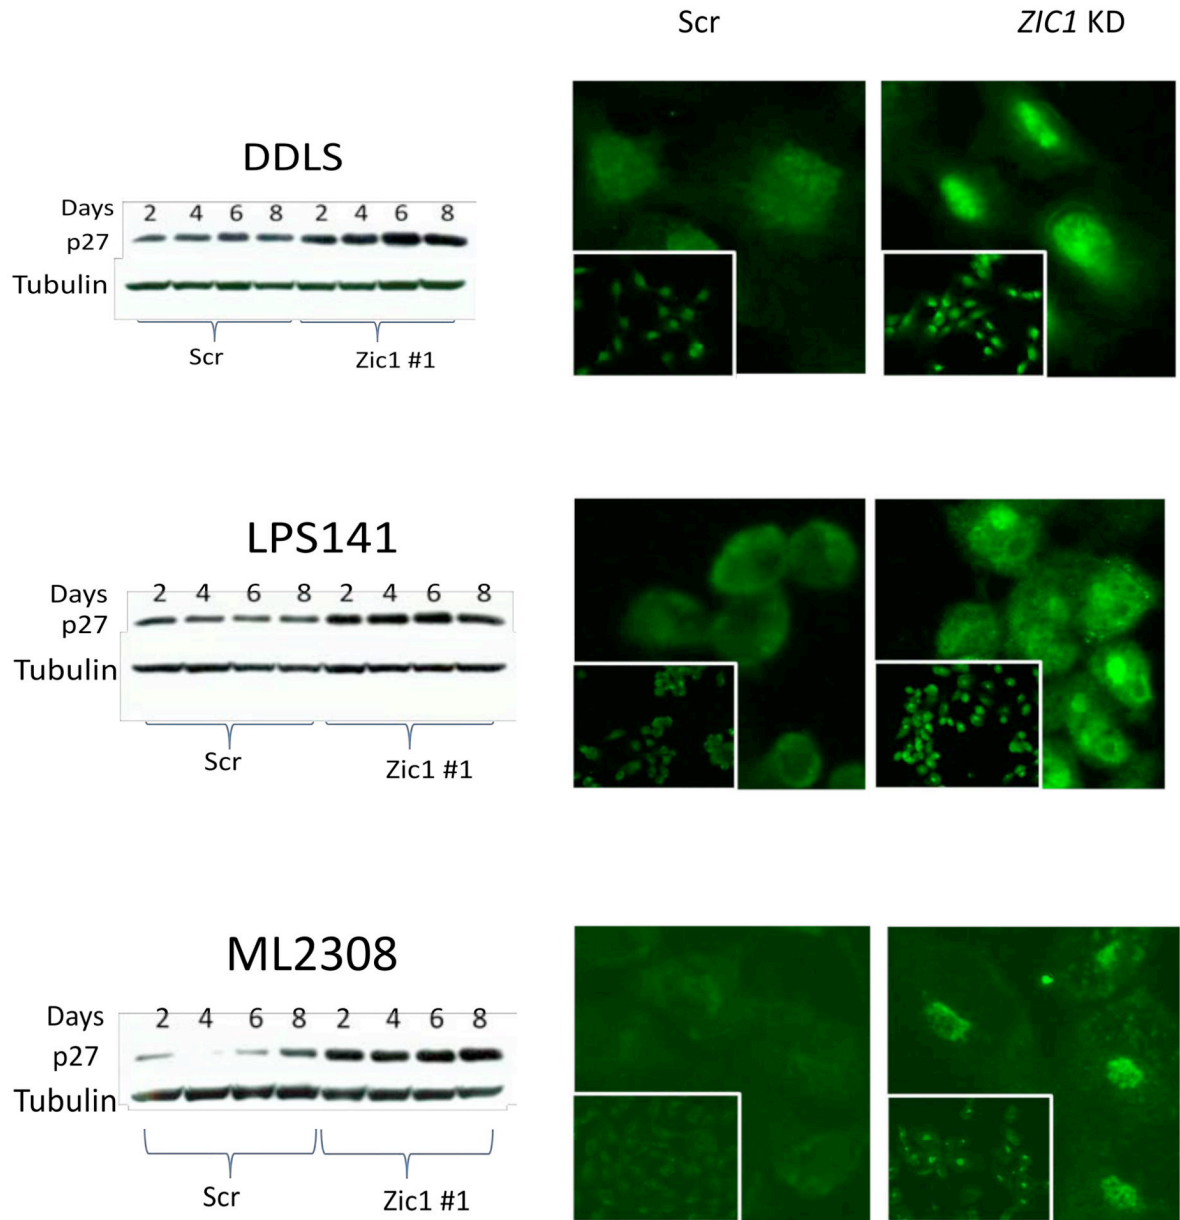 Scr ZIC1 KD
DDLS
Days 2 4 6 8 2 4 6 8
p27
Tubulin
Scr Zic1 #1
LPS141
Days 2 4 6 8 2 4 6 8
p27
Tubulin
Scr Zic1 #1
ML2308
Days 2 4 6 8 2 4 6 8
p27
Tubulin
Scr Zic1 #1